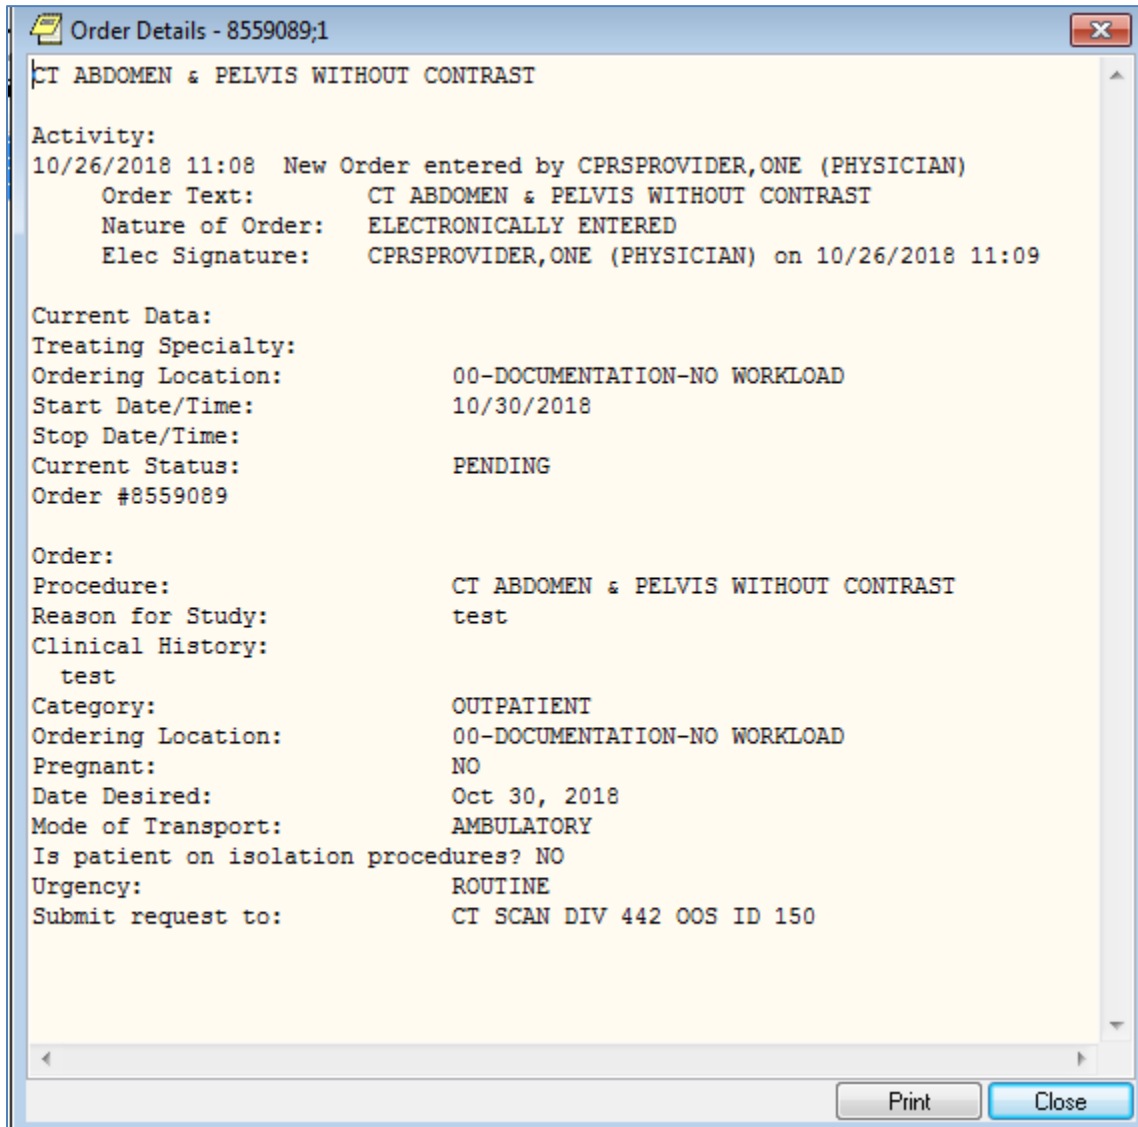 Order Details - 8559089;1
CT ABDOMEN & PELVIS WITHOUT CONTRAST
Activity:
10/26/2018 11:08 New Order entered by CPRSPROVIDER,ONE (PHYSICIAN)
Order Text: CT ABDOMEN & PELVIS WITHOUT CONTRAST
Nature of Order: ELECTRONICALLY ENTERED
Elec Signature: CPRSPROVIDER,ONE (PHYSICIAN) on 10/26/2018 11:09
Current Data:
Treating Specialty:
Ordering Location: 00-DOCUMENTATION-NO WORKLOAD
Start Date/Time: 10/30/2018
Stop Date/Time:
Current Status: PENDING
Order #8559089
Order:
Procedure: CT ABDOMEN & PELVIS WITHOUT CONTRAST
Reason for Study: test
Clinical History:
test
Category: OUTPATIENT
Ordering Location: 00-DOCUMENTATION-NO WORKLOAD
Pregnant: NO
Date Desired: Oct 30, 2018
Mode of Transport: AMBULATORY
Is patient on isolation procedures? NO
Urgency: ROUTINE
Submit request to: CT SCAN DIV 442 OOS ID 150
Print Close